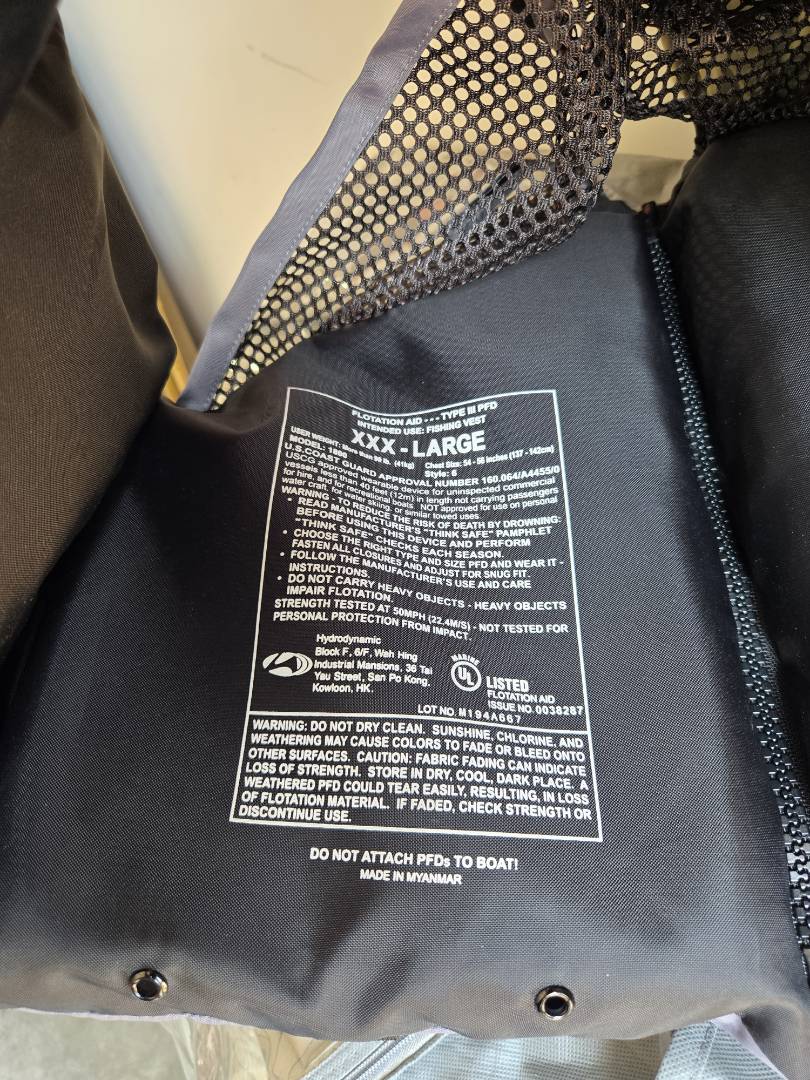 FLOTATION AID - - - TYPE III PFD
INTENDED USE: FISHING VEST
XXX - LARGE
USER WEIGHT: More than 90 lb. (41kg) Chest Size: 54 - 56 inches (137 - 142cm)
MODEL: Style: 6
U.S.COAST GUARD APPROVAL NUMBER 160.064/A4455/0
USCG approved wearable device for uninspected commercial
vessels less than 40 feet (12m) in length not carrying passengers
for hire, and for recreational boats. NOT approved for use on personal
water craft, for water skiing, or similar towed uses.
WARNING - TO REDUCE THE RISK OF DEATH BY DROWNING:
• READ MANUFACTURER'S "THINK SAFE" PAMPHLET
BEFORE USING THIS DEVICE AND PERFORM
"THINK SAFE" CHECKS EACH SEASON.
• CHOOSE THE RIGHT TYPE AND SIZE PFD AND WEAR IT -
FASTEN ALL CLOSURES AND ADJUST FOR SNUG FIT.
• FOLLOW THE MANUFACTURER'S USE AND CARE
INSTRUCTIONS.
• DO NOT CARRY HEAVY OBJECTS - HEAVY OBJECTS
IMPAIR FLOTATION.
STRENGTH TESTED AT 50MPH (22.4M/S) - NOT TESTED FOR
PERSONAL PROTECTION FROM IMPACT.
Hydrodynamic
Block F, 6/F, Wah Hing
Industrial Mansions, 36 Tai
Yau Street, San Po Kong,
Kowloon, HK.
MARINE
UL LISTED
FLOTATION AID
ISSUE NO. 0038287
LOT NO. M194A667
WARNING: DO NOT DRY CLEAN. SUNSHINE, CHLORINE, AND
WEATHERING MAY CAUSE COLORS TO FADE OR BLEED ONTO
OTHER SURFACES. CAUTION: FABRIC FADING CAN INDICATE
LOSS OF STRENGTH. STORE IN DRY, COOL, DARK PLACE. A
WEATHERED PFD COULD TEAR EASILY, RESULTING, IN LOSS
OF FLOTATION MATERIAL. IF FADED, CHECK STRENGTH OR
DISCONTINUE USE.
DO NOT ATTACH PFDs TO BOAT!
MADE IN MYANMAR